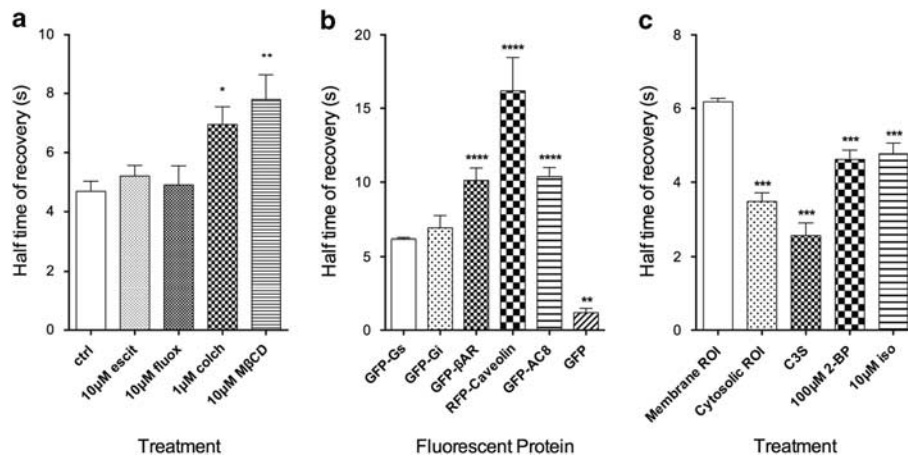 a
Half time of recovery (s)
10
8
6
4
2
0
*
**
ctrl
10µM escit
10µM fluox
1µM colch
10µM MβCD
Treatment
b
Half time of recovery (s)
20
15
10
5
0
****
****
****
**
GFP-Gs
GFP-Gi
GFP-βAR
RFP-Caveolin
GFP-AC8
GFP
Fluorescent Protein
c
Half time of recovery (s)
8
6
4
2
0
***
***
***
***
Membrane ROI
Cytosolic ROI
C3S
100µM 2-BP
10µM iso
Treatment